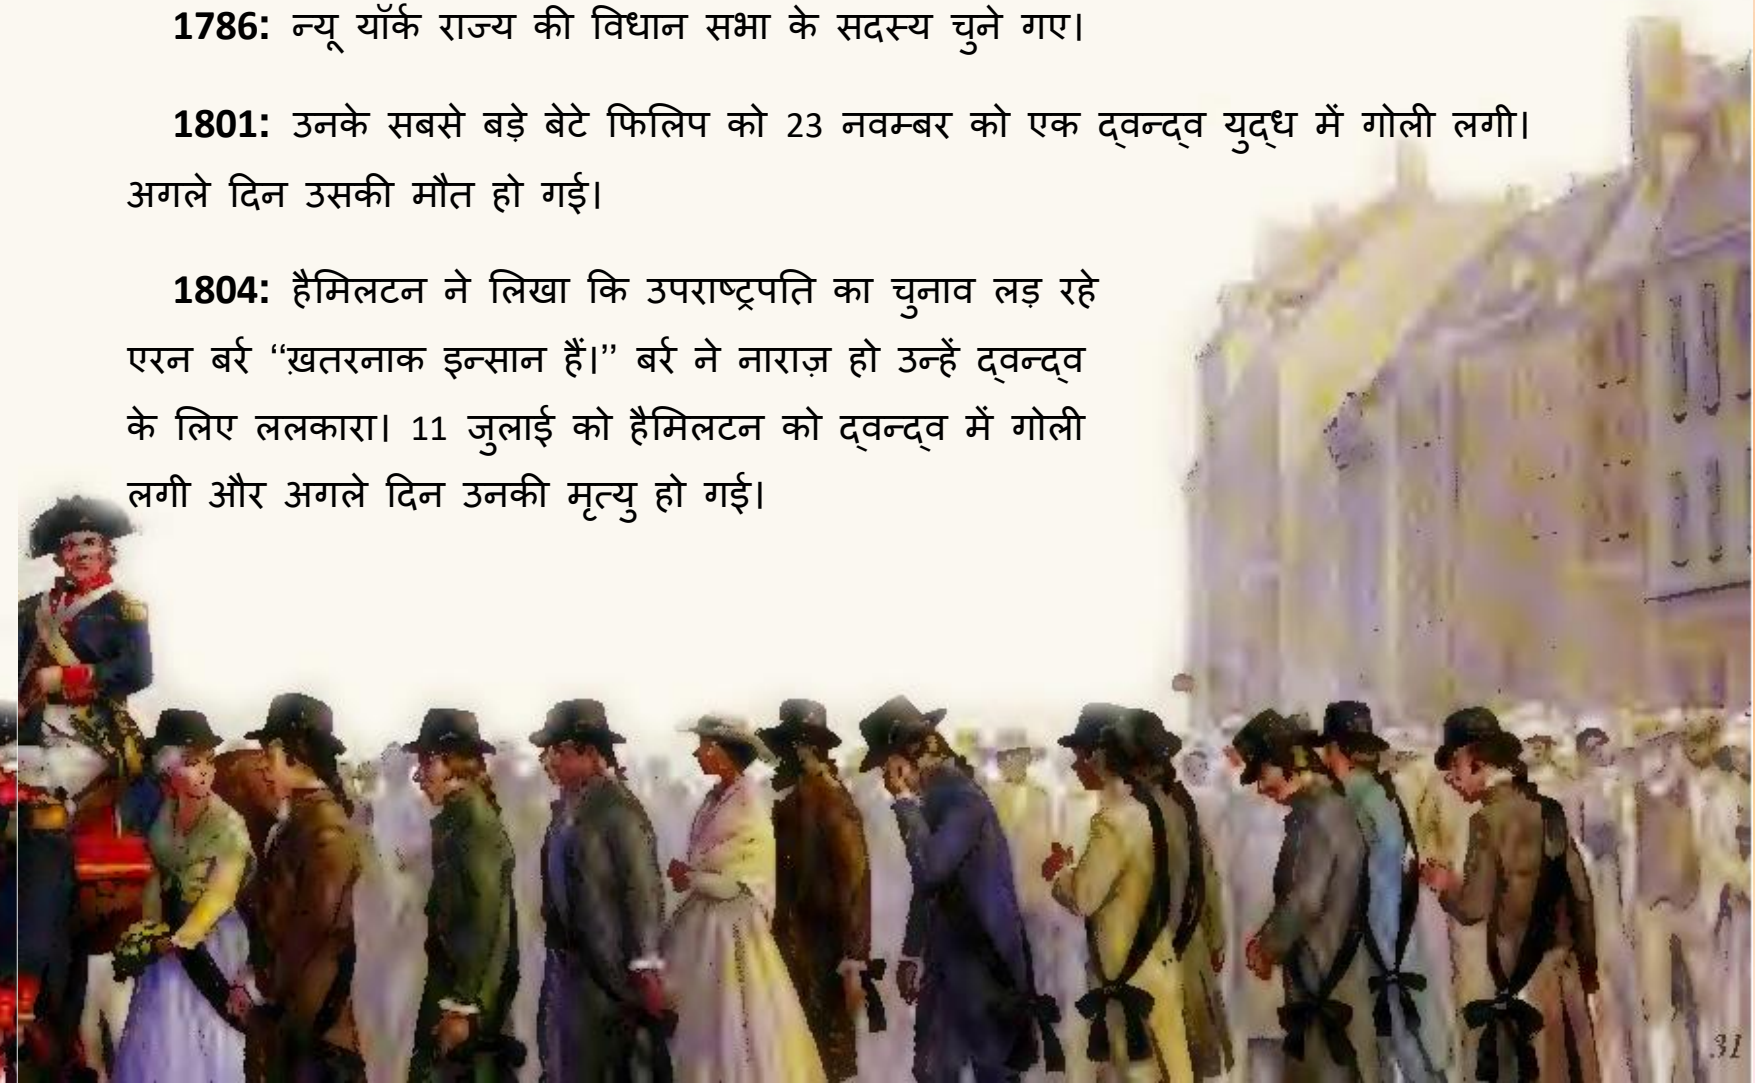 1786: न्यू यॉर्क राज्य की विधान सभा के सदस्य चुने गए।
1801: उनके सबसे बड़े बेटे फिलिप को 23 नवम्बर को एक द्वन्द्व युद्ध में गोली लगी।
अगले दिन उसकी मौत हो गई।
1804: हैमिलटन ने लिखा कि उपराष्ट्रपति का चुनाव लड़ रहे
एरन बर्र “ख़तरनाक इन्सान हैं।” बर्र ने नाराज़ हो उन्हें द्वन्द्व
के लिए ललकारा। 11 जुलाई को हैमिलटन को द्वन्द्व में गोली
लगी और अगले दिन उनकी मृत्यु हो गई।
31